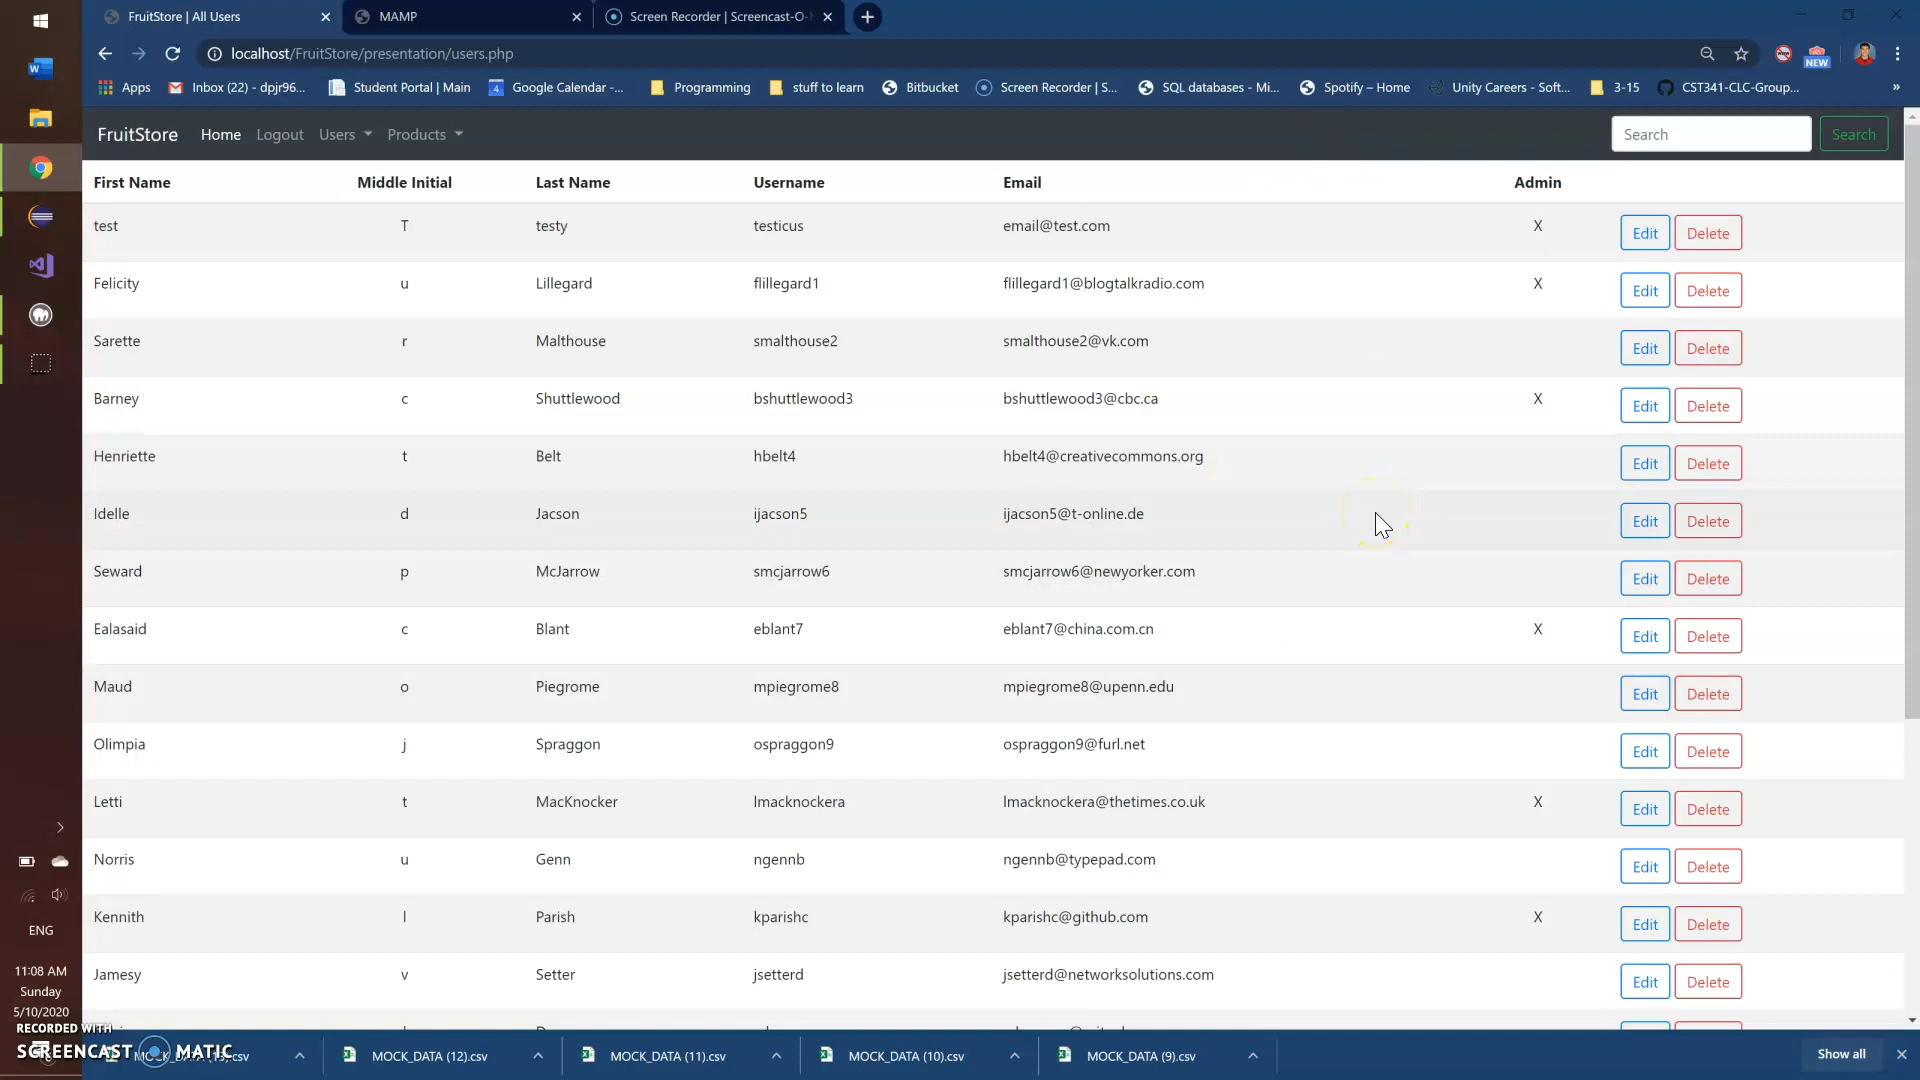 FruitStore | All Users
MAMP
Screen Recorder | Screencast-O-
localhost/FruitStore/presentation/users.php
NEW
Apps
Inbox (22) - dpjr96...
Student Portal | Main
4
Google Calendar -...
Programming
stuff to learn
Bitbucket
Screen Recorder | S...
SQL databases - Mi...
Spotify – Home
Unity Careers - Soft...
3-15
CST341-CLC-Group...
»
FruitStore Home Logout Users Products Search Search
First Name Middle Initial Last Name Username Email Admin
test T testy testicus email@test.com X Edit Delete
Felicity u Lillegard flillegard1 flillegard1@blogtalkradio.com X Edit Delete
Sarette r Malthouse smalthouse2 smalthouse2@vk.com Edit Delete
Barney c Shuttlewood bshuttlewood3 bshuttlewood3@cbc.ca X Edit Delete
Henriette t Belt hbelt4 hbelt4@creativecommons.org Edit Delete
Idelle d Jacson ijacson5 ijacson5@t-online.de Edit Delete
Seward p McJarrow smcjarrow6 smcjarrow6@newyorker.com Edit Delete
Ealasaid c Blant eblant7 eblant7@china.com.cn X Edit Delete
Maud o Piegrome mpiegrome8 mpiegrome8@upenn.edu Edit Delete
Olimpia j Spraggon ospraggon9 ospraggon9@furl.net Edit Delete
Letti t MacKnocker lmacknockera lmacknockera@thetimes.co.uk X Edit Delete
Norris u Genn ngennb ngennb@typepad.com Edit Delete
Kennith l Parish kparishc kparishc@github.com X Edit Delete
Jamesy v Setter jsetterd jsetterd@networksolutions.com Edit Delete
ENG
11:08 AM
Sunday
5/10/2020
RECORDED WITH
SCREENCAST MATIC
MOCK_DATA (12).csv
MOCK_DATA (11).csv
MOCK_DATA (10).csv
MOCK_DATA (9).csv
Show all